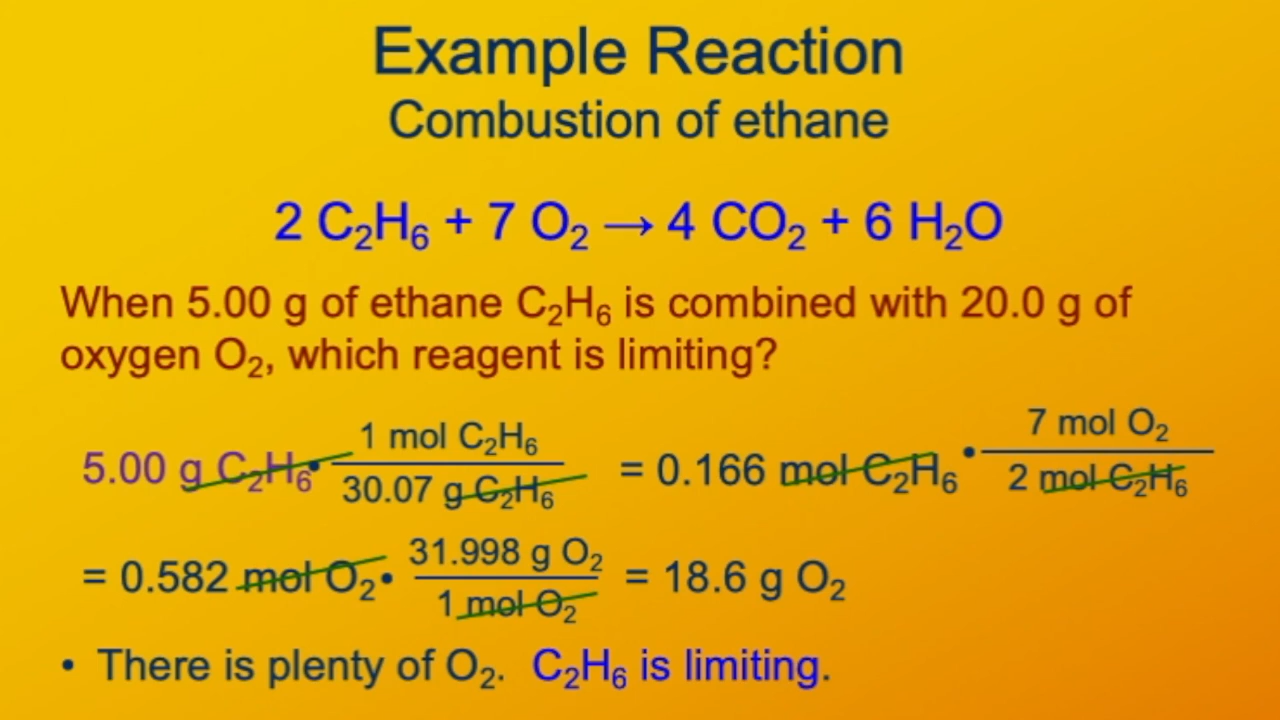 Example Reaction
Combustion of ethane
2 C₂H₆ + 7 O₂ → 4 CO₂ + 6 H₂O
When 5.00 g of ethane C₂H₆ is combined with 20.0 g of
oxygen O₂, which reagent is limiting?
5.00 g C₂H₆ • 1 mol C₂H₆ / 30.07 g C₂H₆ = 0.166 mol C₂H₆ • 7 mol O₂ / 2 mol C₂H₆
= 0.582 mol O₂ • 31.998 g O₂ / 1 mol O₂ = 18.6 g O₂
• There is plenty of O₂. C₂H₆ is limiting.